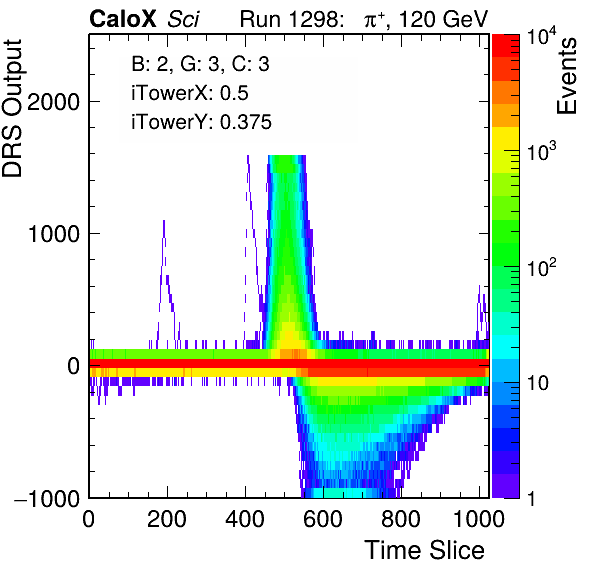 CaloX Sci Run 1298: π⁺, 120 GeV
B: 2, G: 3, C: 3
iTowerX: 0.5
iTowerY: 0.375
DRS Output
2000
1000
0
−1000
0 200 400 600 800 1000
Time Slice
Events
10⁴
10³
10²
10
1